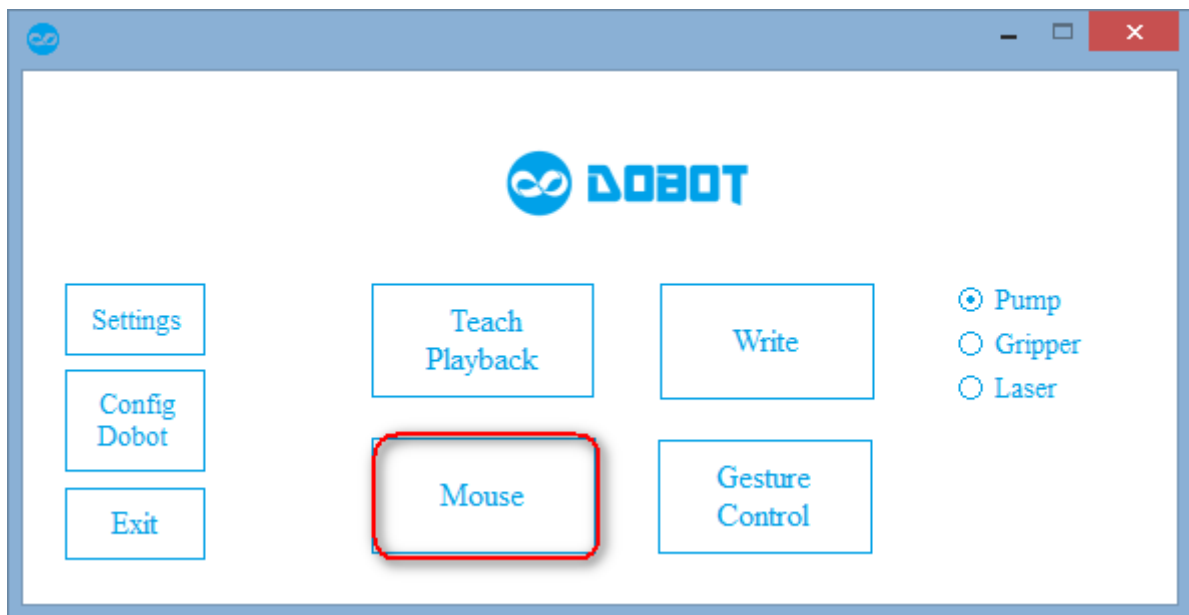 DOBOT
Settings
Config
Dobot
Exit
Teach
Playback
Write
Mouse
Gesture
Control
Pump
Gripper
Laser